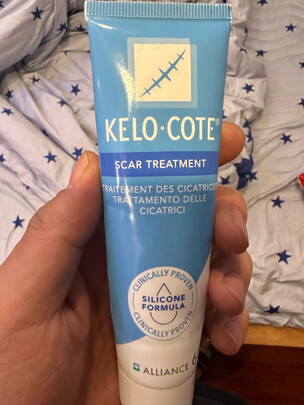 KELO·COTE®
SCAR TREATMENT
TRAITEMENT DES CICATRICES
TRATTAMENTO DELLE
CICATRICI
CLINICALLY PROVEN
SILICONE
FORMULA
CLINICALLY PROVEN
ALLIANCE